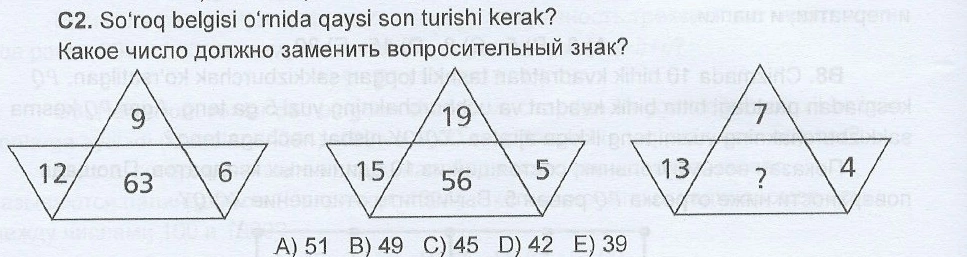 C2. So‘roq belgisi o‘rnida qaysi son turishi kerak?
Какое число должно заменить вопросительный знак?
9
19
7
12 63 6
15 56 5
13 ? 4
A) 51 B) 49 C) 45 D) 42 E) 39